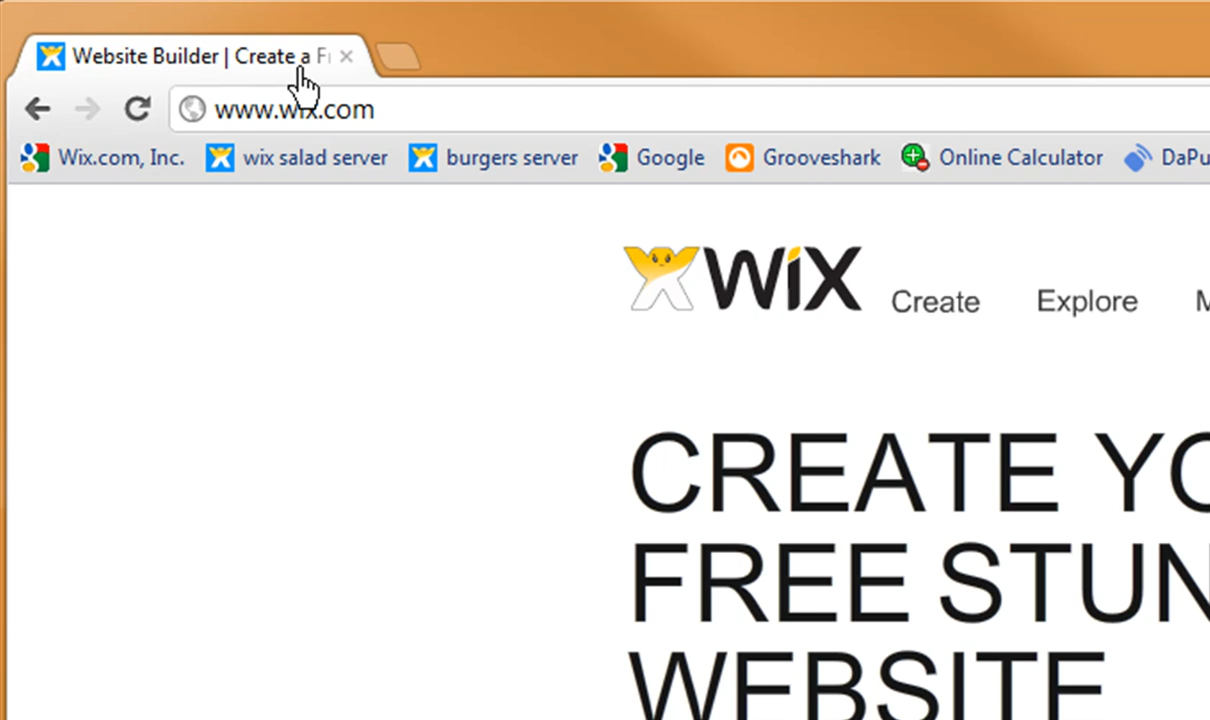 Website Builder | Create a Fr
www.wix.com
Wix.com, Inc. wix salad server burgers server Google Grooveshark Online Calculator DaPu
WiX Create Explore M
CREATE YO
FREE STUN
WEBSITE